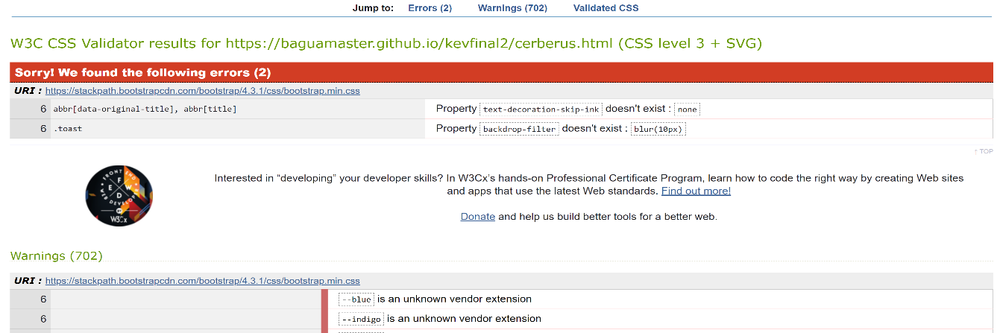 Jump to: Errors (2) Warnings (702) Validated CSS
W3C CSS Validator results for https://baguamaster.github.io/kevfinal2/cerberus.html (CSS level 3 + SVG)
Sorry! We found the following errors (2)
URI : https://stackpath.bootstrapcdn.com/bootstrap/4.3.1/css/bootstrap.min.css
6 abbr[data-original-title], abbr[title] Property text-decoration-skip-ink doesn't exist : none
6 .toast Property backdrop-filter doesn't exist : blur(10px)
↑ TOP
FRONT END WEB DEVELOPER
F
E W
D
W3Cx
Interested in “developing” your developer skills? In W3Cx's hands-on Professional Certificate Program, learn how to code the right way by creating Web sites
and apps that use the latest Web standards. Find out more!
Donate and help us build better tools for a better web.
Warnings (702)
URI : https://stackpath.bootstrapcdn.com/bootstrap/4.3.1/css/bootstrap.min.css
6 --blue is an unknown vendor extension
6 --indigo is an unknown vendor extension